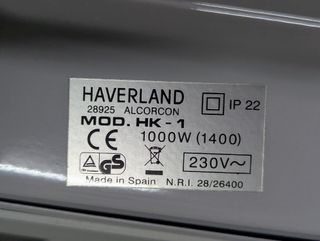 HAVERLAND
28925 ALCORCON
IP 22
MOD. HK-1
CE 1000W (1400)
GS
230V~
Made in Spain N.R.I. 28/26400